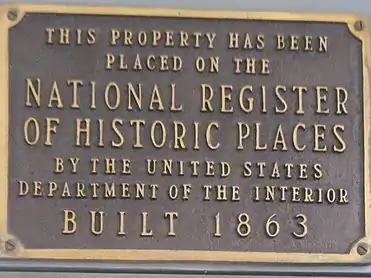 THIS PROPERTY HAS BEEN
PLACED ON THE
NATIONAL REGISTER
OF HISTORIC PLACES
BY THE UNITED STATES
DEPARTMENT OF THE INTERIOR
BUILT 1863